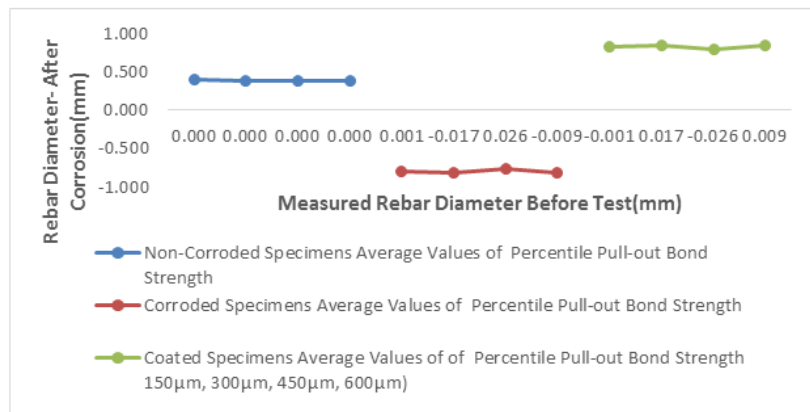 1.000
0.500
0.000
-0.500
-1.000
Rebar Diameter- After
Corrosion(mm)
0.000 0.000 0.000 0.000 0.001 -0.017 0.026 -0.009 -0.001 0.017 -0.026 0.009
Measured Rebar Diameter Before Test(mm)
Non-Corroded Specimens Average Values of Percentile Pull-out Bond
Strength
Corroded Specimens Average Values of Percentile Pull-out Bond Strength
Coated Specimens Average Values of of Percentile Pull-out Bond Strength
150µm, 300µm, 450µm, 600µm)